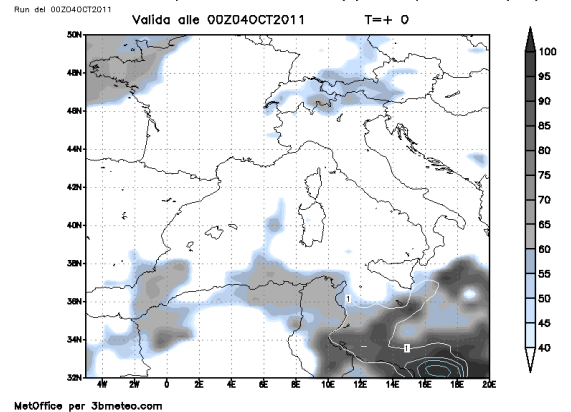 Run del 00Z04OCT2011
Valida alle 00Z04OCT2011 T=+ 0
50N
48N
46N
44N
42N
40N
38N
36N
34N
32N
4W 2W 0 2E 4E 6E 8E 10E 12E 14E 16E 18E 20E
100
95
90
85
80
75
70
65
60
55
50
45
40
1
1
MetOffice per 3bmeteo.com